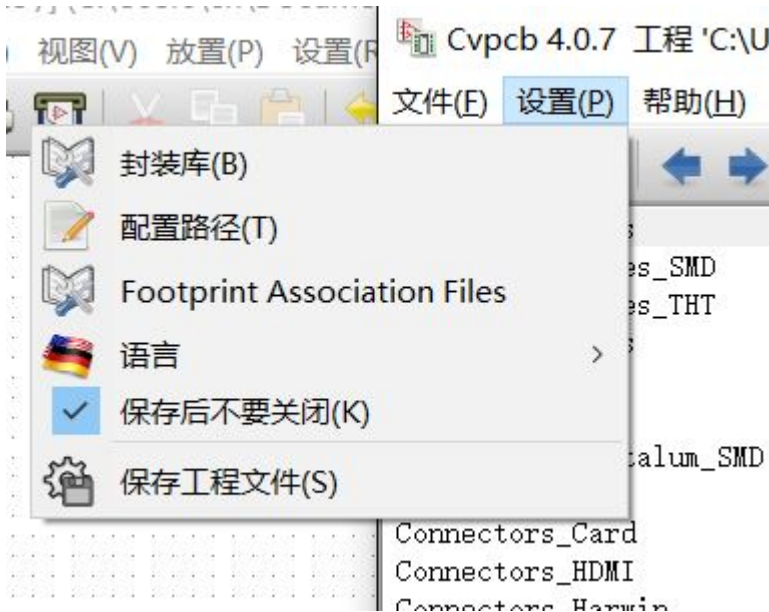 视图(V) 放置(P) 设置(R
Cvpcb 4.0.7 工程 'C:\U
文件(F) 设置(P) 帮助(H)
封装库(B)
配置路径(T)
Footprint Association Files
语言
保存后不要关闭(K)
保存工程文件(S)
es_SMD
es_THT
talum_SMD
Connectors_Card
Connectors_HDMI
Connectors_Harwin